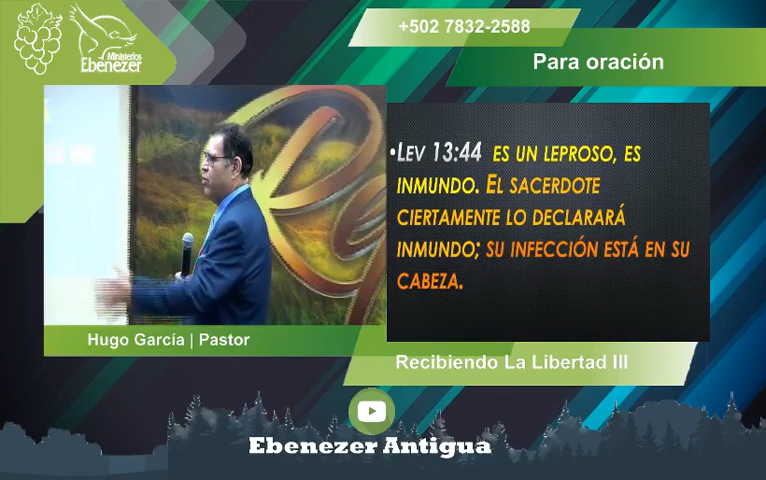 +502 7832-2588
Para oración
Ministerios
Ebenezer
•LEV 13:44 ES UN LEPROSO, ES
INMUNDO. EL SACERDOTE
CIERTAMENTE LO DECLARARÁ
INMUNDO; SU INFECCIÓN ESTÁ EN SU
CABEZA.
Hugo García | Pastor
Recibiendo La Libertad III
Ebenezer Antigua